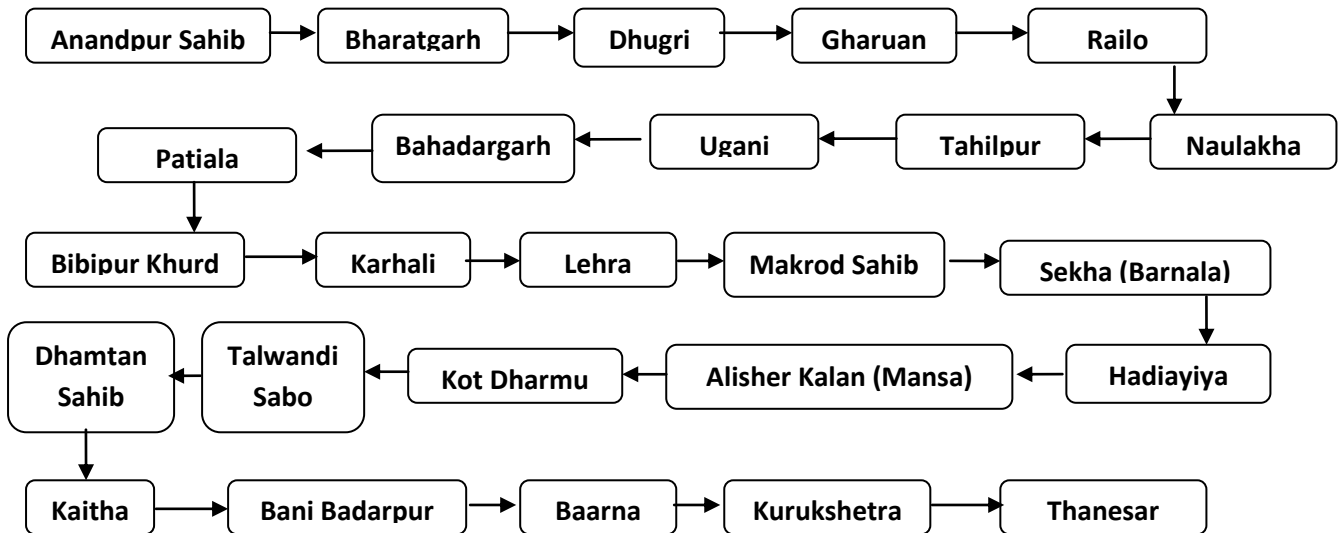 Anandpur Sahib
Bharatgarh
Dhugri
Gharuan
Railo
Naulakha
Tahilpur
Ugani
Bahadargarh
Patiala
Bibipur Khurd
Karhali
Lehra
Makrod Sahib
Sekha (Barnala)
Hadiayiya
Alisher Kalan (Mansa)
Kot Dharmu
Talwandi
Sabo
Dhamtan
Sahib
Kaitha
Bani Badarpur
Baarna
Kurukshetra
Thanesar